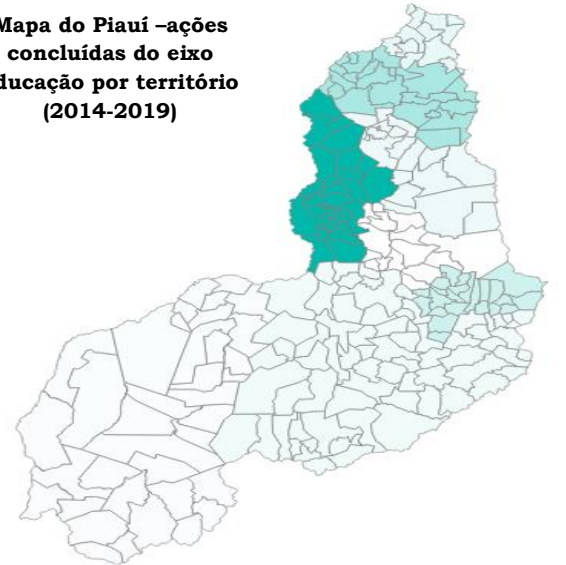 Mapa do Piauí –ações
concluídas do eixo
ducação por território
(2014-2019)